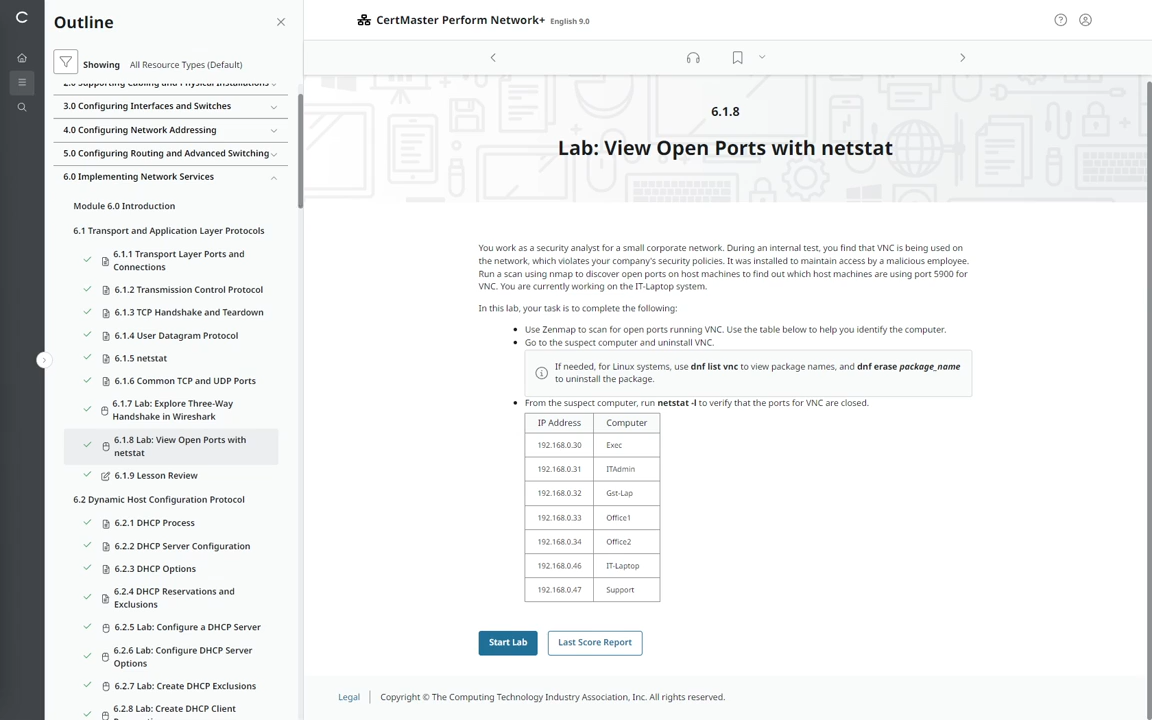 Outline
CertMaster Perform Network+ English 9.0
Showing All Resource Types (Default)
2.0 Supporting Cabling and Physical Installations
3.0 Configuring Interfaces and Switches
4.0 Configuring Network Addressing
5.0 Configuring Routing and Advanced Switching
6.0 Implementing Network Services
Module 6.0 Introduction
6.1 Transport and Application Layer Protocols
6.1.1 Transport Layer Ports and
Connections
6.1.2 Transmission Control Protocol
6.1.3 TCP Handshake and Teardown
6.1.4 User Datagram Protocol
6.1.5 netstat
6.1.6 Common TCP and UDP Ports
6.1.7 Lab: Explore Three-Way
Handshake in Wireshark
6.1.8 Lab: View Open Ports with
netstat
6.1.9 Lesson Review
6.2 Dynamic Host Configuration Protocol
6.2.1 DHCP Process
6.2.2 DHCP Server Configuration
6.2.3 DHCP Options
6.2.4 DHCP Reservations and
Exclusions
6.2.5 Lab: Configure a DHCP Server
6.2.6 Lab: Configure DHCP Server
Options
6.2.7 Lab: Create DHCP Exclusions
6.2.8 Lab: Create DHCP Client
6.1.8
Lab: View Open Ports with netstat
You work as a security analyst for a small corporate network. During an internal test, you find that VNC is being used on
the network, which violates your company's security policies. It was installed to maintain access by a malicious employee.
Run a scan using nmap to discover open ports on host machines to find out which host machines are using port 5900 for
VNC. You are currently working on the IT-Laptop system.
In this lab, your task is to complete the following:
• Use Zenmap to scan for open ports running VNC. Use the table below to help you identify the computer.
• Go to the suspect computer and uninstall VNC.
If needed, for Linux systems, use dnf list vnc to view package names, and dnf erase package_name
to uninstall the package.
• From the suspect computer, run netstat -l to verify that the ports for VNC are closed.
IP Address Computer
192.168.0.30 Exec
192.168.0.31 ITAdmin
192.168.0.32 Gst-Lap
192.168.0.33 Office1
192.168.0.34 Office2
192.168.0.46 IT-Laptop
192.168.0.47 Support
Start Lab Last Score Report
Legal Copyright © The Computing Technology Industry Association, Inc. All rights reserved.